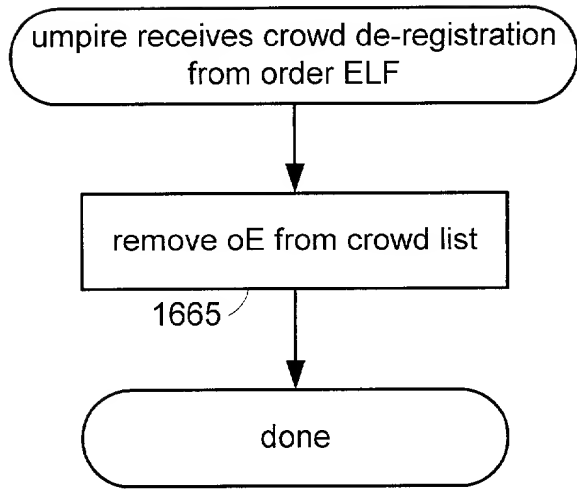 umpire receives crowd de-registration
from order ELF
remove oE from crowd list
1665
done